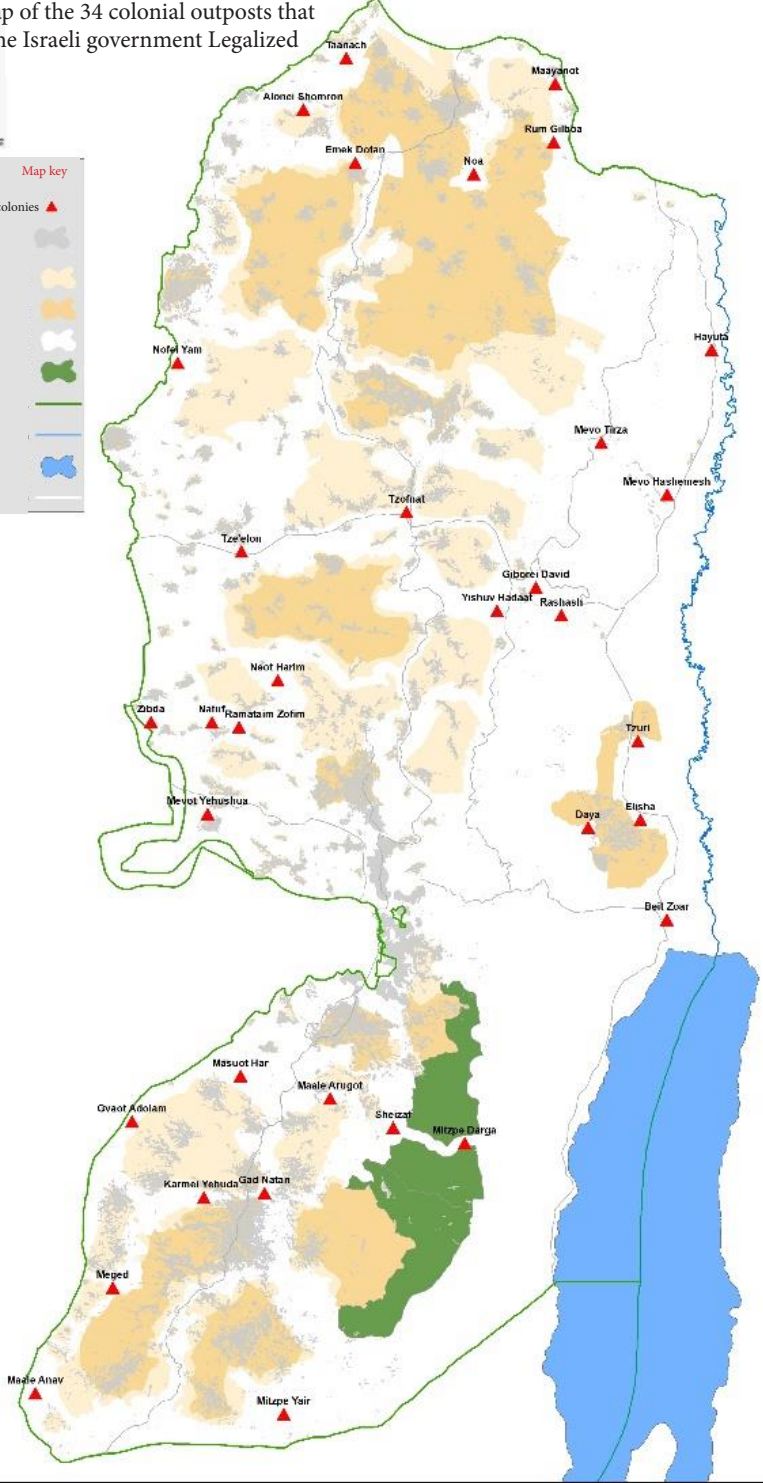 ap of the 34 colonial outposts that
he Israeli government Legalized
Map key
colonies
Taanach
Maayanot
Alonei Shomron
Rum Gilboa
Emek Dotan
Noa
Hayuta
Nofei Yam
Mevo Tirza
Mevo Hashemesh
Tzofnat
Tze'elon
Giborei David
Yishuv Hadaat
Rashash
Neot Harim
Zibda
Natuf
Ramataim Zofim
Tzuri
Mevot Yehushua
Elisha
Daya
Beit Zoar
Masuot Har
Maale Arugot
Gvaot Adolam
Sheizaf
Mitzpe Darga
Karmei Yehuda
Gad Natan
Meged
Maale Anav
Mitzpe Yair